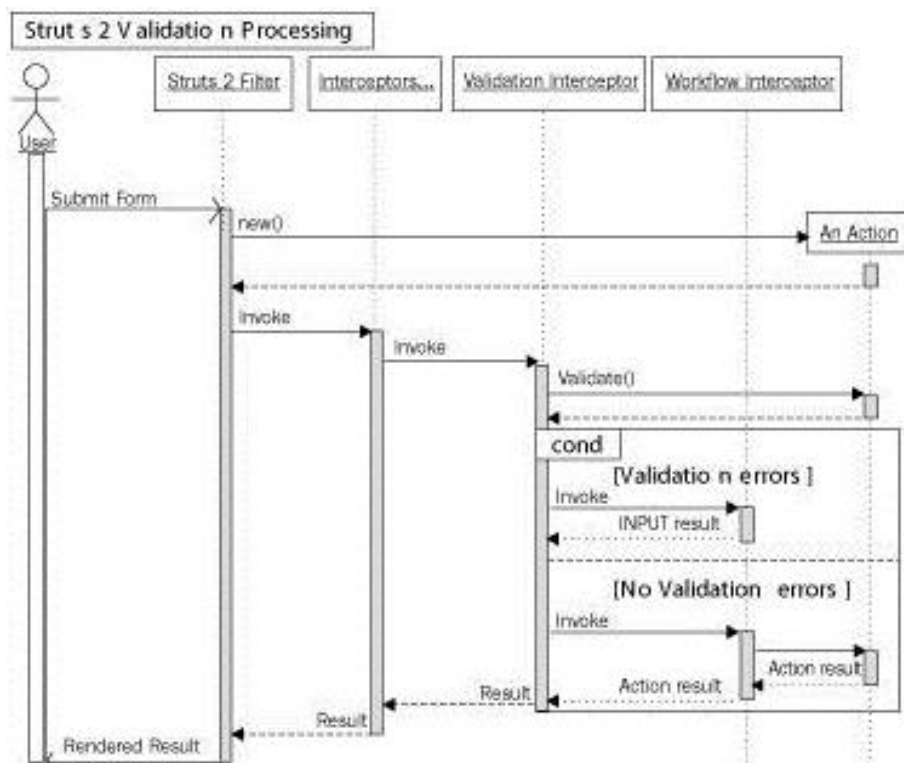 Strut s 2 V alidatio n Processing
Struts 2 Filter
Interceptors...
Validation Interceptor
Workflow Interceptor
User
Submit Form
new()
An Action
Invoke
Invoke
Validate()
cond
[Validatio n errors ]
Invoke
INPUT result
[No Validation errors ]
Invoke
Action result
Action result
Result
Result
Rendered Result